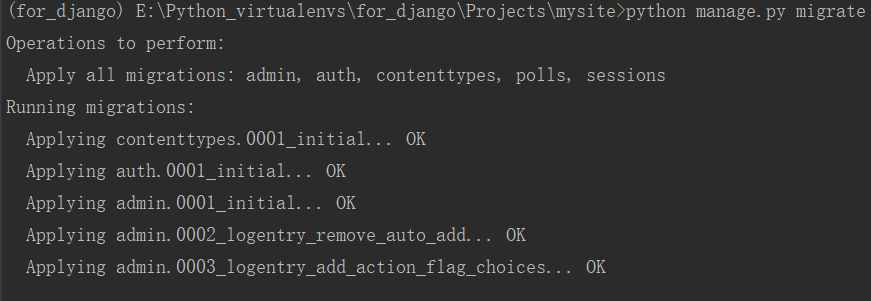 (for_django) E:\Python_virtualenvs\for_django\Projects\mysite>python manage.py migrate
Operations to perform:
  Apply all migrations: admin, auth, contenttypes, polls, sessions
Running migrations:
  Applying contenttypes.0001_initial... OK
  Applying auth.0001_initial... OK
  Applying admin.0001_initial... OK
  Applying admin.0002_logentry_remove_auto_add... OK
  Applying admin.0003_logentry_add_action_flag_choices... OK